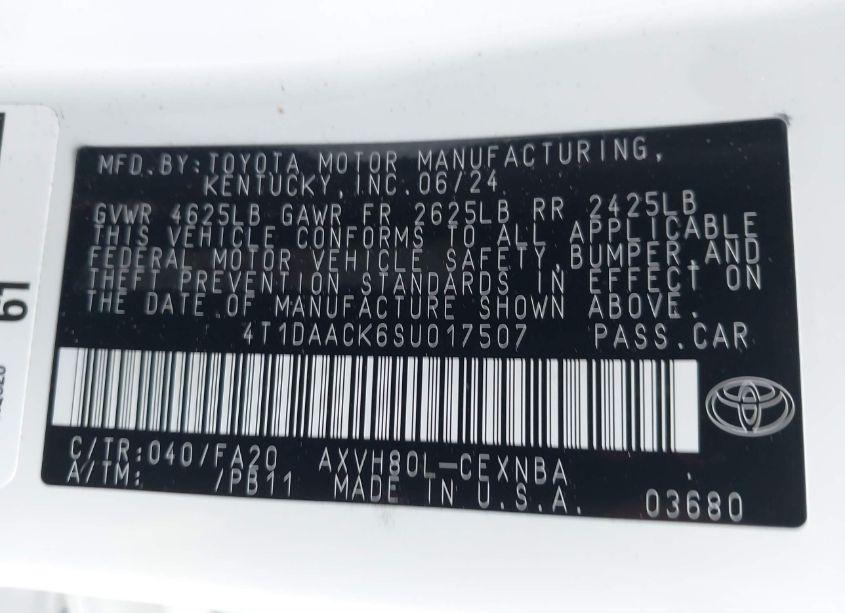 MFD.BY:TOYOTA MOTOR MANUFACTURING,
KENTUCKY,INC.06/24
GVWR 4625LB GAWR FR 2625LB RR 2425LB
THIS VEHICLE CONFORMS TO ALL APPLICABLE
FEDERAL MOTOR VEHICLE SAFETY,BUMPER,AND
THEFT PREVENTION STANDARDS IN EFFECT ON
THE DATE OF MANUFACTURE SHOWN ABOVE.
4T1DAACK6SU017507 PASS.CAR
C/TR:040/FA20 AXVH80L-CEXNBA
A/TM: /PB11 MADE IN U.S.A. 03680
61